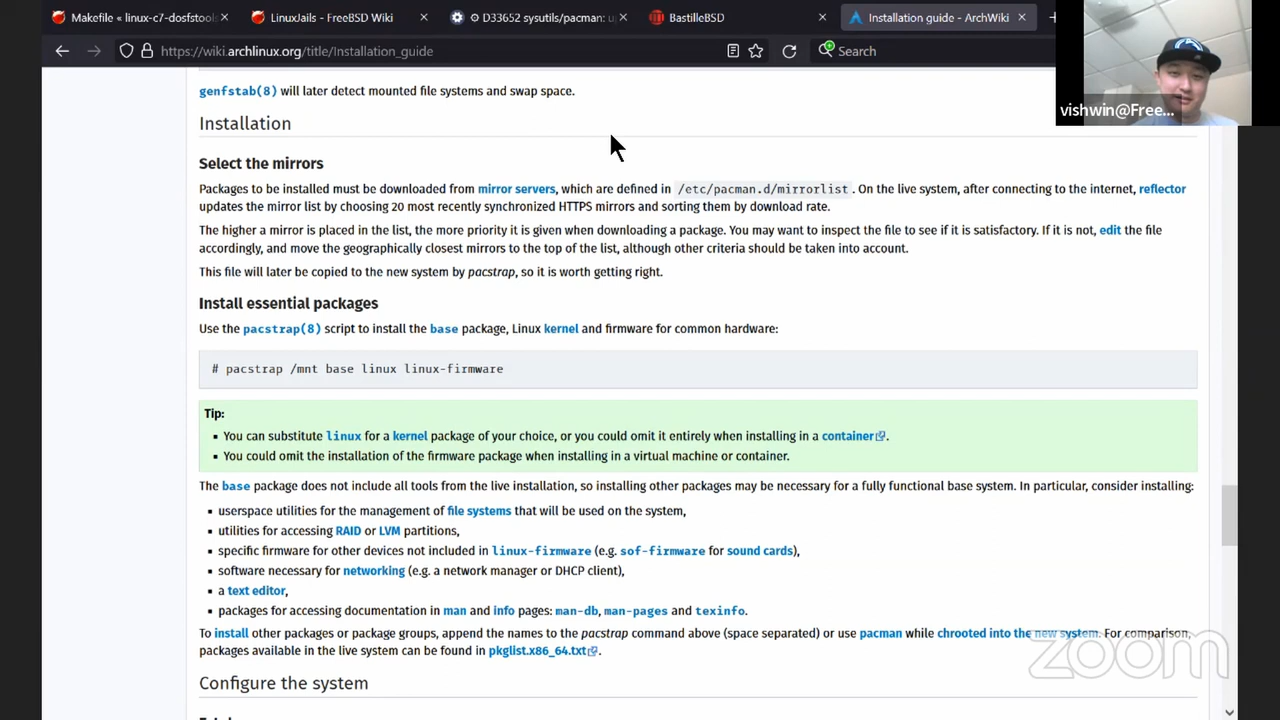 Makefile « linux-c7-dosfstools
LinuxJails - FreeBSD Wiki
D33652 sysutils/pacman: u
BastilleBSD
Installation guide - ArchWiki
https://wiki.archlinux.org/title/Installation_guide
Search
vishwin@Free...
genfstab(8) will later detect mounted file systems and swap space.
Installation
Select the mirrors
Packages to be installed must be downloaded from mirror servers, which are defined in /etc/pacman.d/mirrorlist. On the live system, after connecting to the internet, reflector
updates the mirror list by choosing 20 most recently synchronized HTTPS mirrors and sorting them by download rate.
The higher a mirror is placed in the list, the more priority it is given when downloading a package. You may want to inspect the file to see if it is satisfactory. If it is not, edit the file
accordingly, and move the geographically closest mirrors to the top of the list, although other criteria should be taken into account.
This file will later be copied to the new system by pacstrap, so it is worth getting right.
Install essential packages
Use the pacstrap(8) script to install the base package, Linux kernel and firmware for common hardware:
# pacstrap /mnt base linux linux-firmware
Tip:
▪ You can substitute linux for a kernel package of your choice, or you could omit it entirely when installing in a container.
▪ You could omit the installation of the firmware package when installing in a virtual machine or container.
The base package does not include all tools from the live installation, so installing other packages may be necessary for a fully functional base system. In particular, consider installing:
▪ userspace utilities for the management of file systems that will be used on the system,
▪ utilities for accessing RAID or LVM partitions,
▪ specific firmware for other devices not included in linux-firmware (e.g. sof-firmware for sound cards),
▪ software necessary for networking (e.g. a network manager or DHCP client),
▪ a text editor,
▪ packages for accessing documentation in man and info pages: man-db, man-pages and texinfo.
To install other packages or package groups, append the names to the pacstrap command above (space separated) or use pacman while chrooted into the new system. For comparison,
packages available in the live system can be found in pkglist.x86_64.txt.
zoom
Configure the system